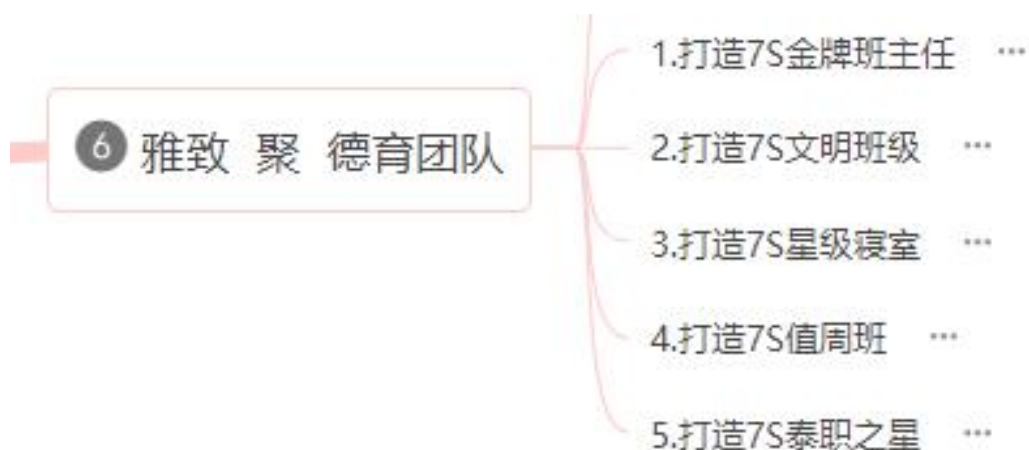 6 雅致 聚 德育团队
1.打造7S金牌班主任 ...
2.打造7S文明班级 ...
3.打造7S星级寝室 ...
4.打造7S值周班 ...
5.打造7S泰职之星 ...